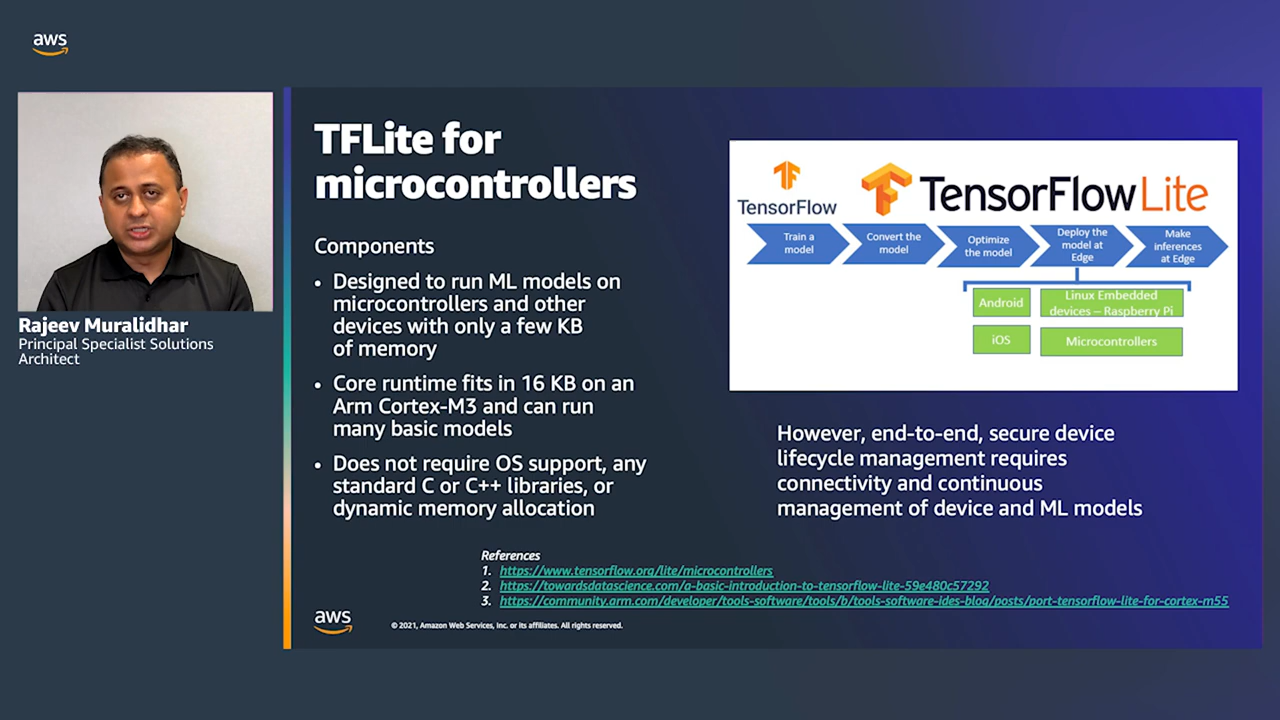 aws
Rajeev Muralidhar
Principal Specialist Solutions
Architect
TFLite for
microcontrollers
Components
• Designed to run ML models on
microcontrollers and other
devices with only a few KB
of memory
• Core runtime fits in 16 KB on an
Arm Cortex-M3 and can run
many basic models
• Does not require OS support, any
standard C or C++ libraries, or
dynamic memory allocation
TensorFlow
TensorFlow Lite
Train a
model
Convert the
model
Optimize
the model
Deploy the
model at
Edge
Make
inferences
at Edge
Android
Linux Embedded
devices – Raspberry Pi
iOS
Microcontrollers
However, end-to-end, secure device
lifecycle management requires
connectivity and continuous
management of device and ML models
References
1. https://www.tensorflow.org/lite/microcontrollers
2. https://towardsdatascience.com/a-basic-introduction-to-tensorflow-lite-59e480c57292
3. https://community.arm.com/developer/tools-software/tools/b/tools-software-ides-blog/posts/port-tensorflow-lite-for-cortex-m55
aws
© 2021, Amazon Web Services, Inc. or its affiliates. All rights reserved.